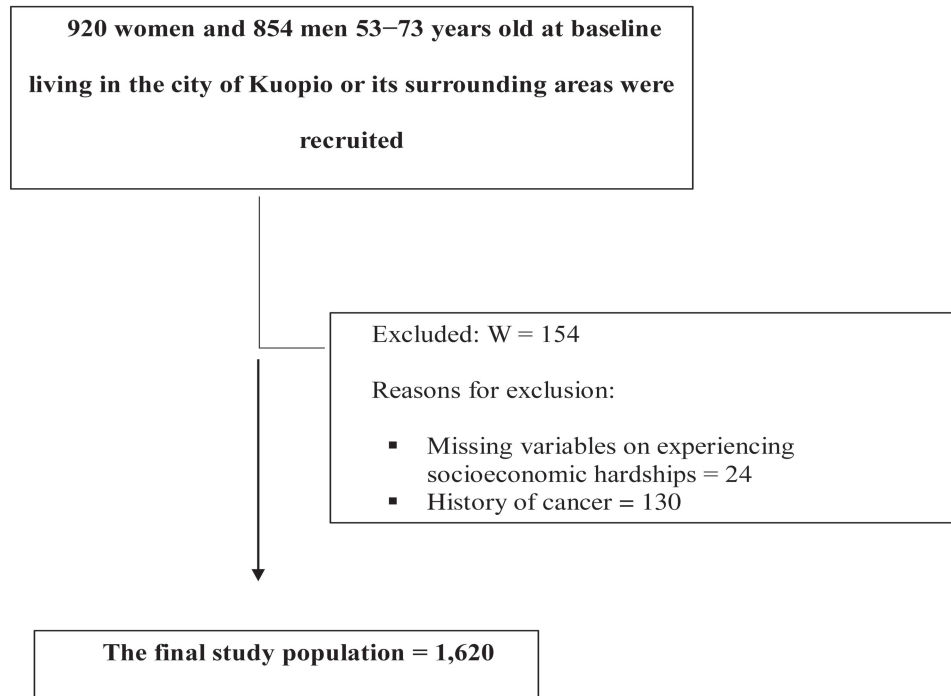 920 women and 854 men 53–73 years old at baseline
living in the city of Kuopio or its surrounding areas were
recruited
Excluded: W = 154
Reasons for exclusion:
▪ Missing variables on experiencing
socioeconomic hardships = 24
▪ History of cancer = 130
The final study population = 1,620